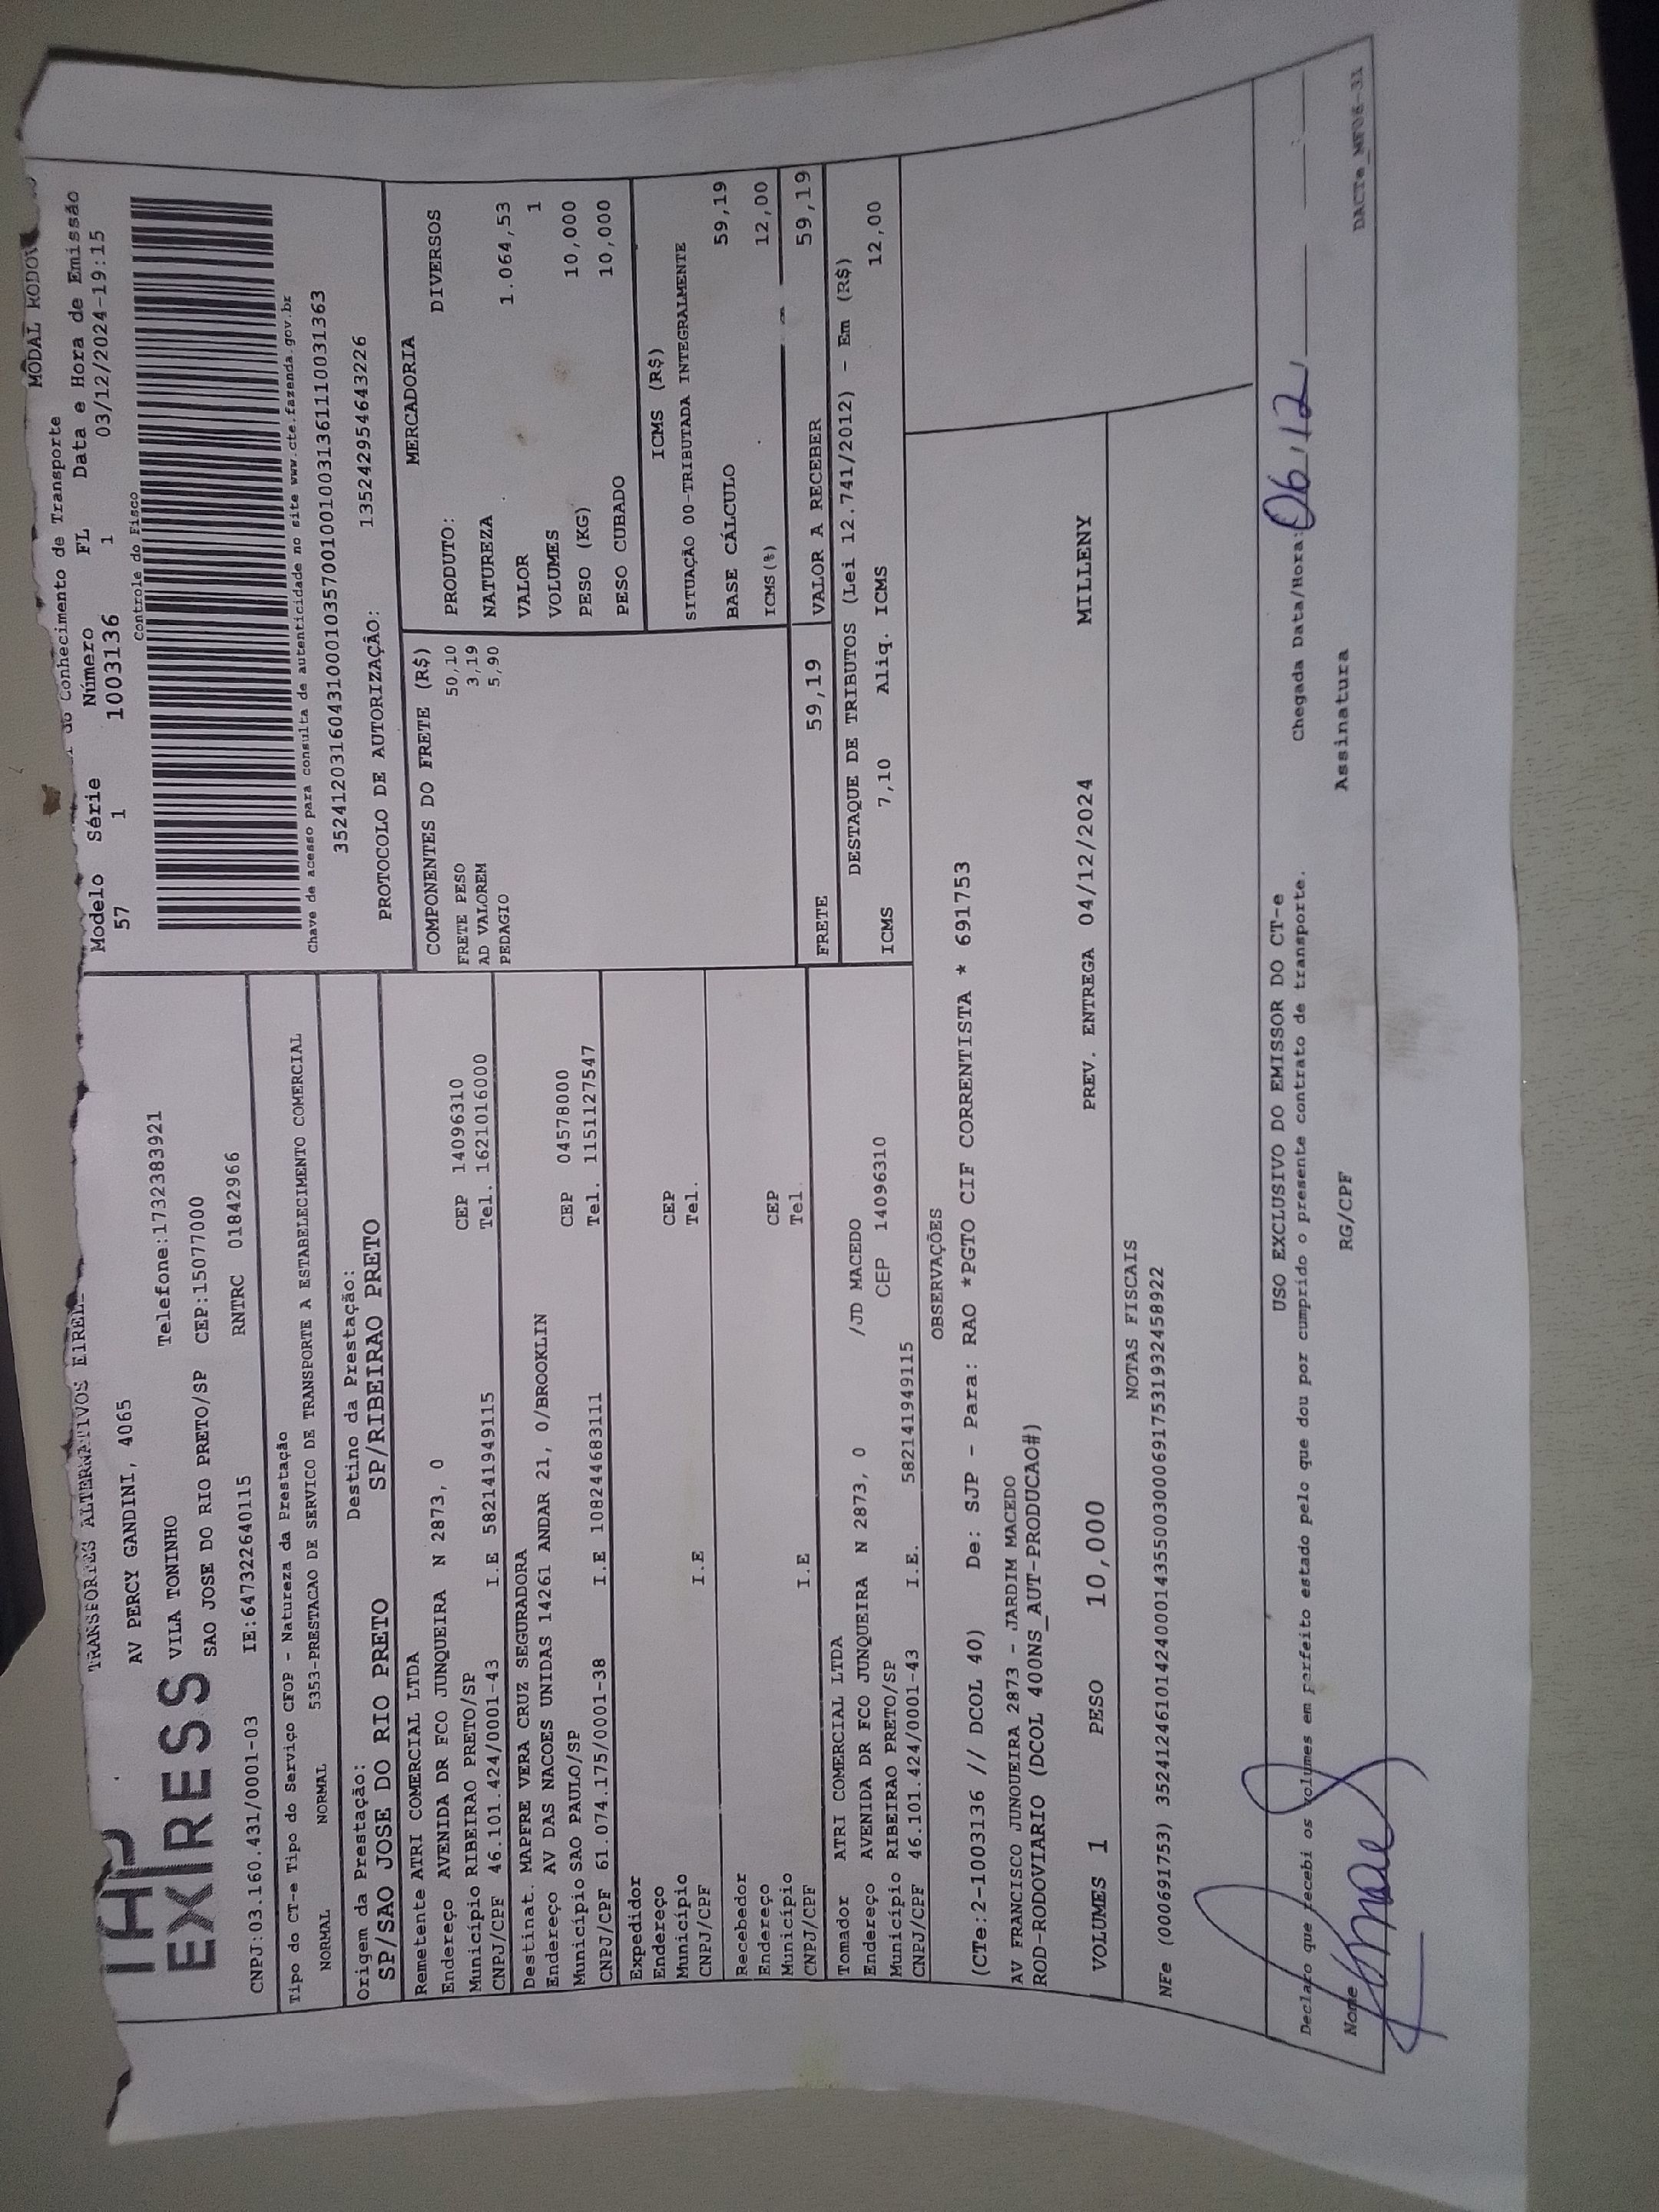 MODAL RODOV
TRANSPORTES ALTERNATIVOS EIREL
do Conhecimento de Transporte
EXPRESS
AV PERCY GANDINI, 4065
Telefone:1732383921
VILA TONINHO
SAO JOSE DO RIO PRETO/SP CEP:15077000
CNPJ:03.160.431/0001-03 IE:647322640115 RNTRC 01842966
Modelo Série Número FL Data e Hora de Emissão
57 1 1003136 1 03/12/2024-19:15
Controle do Fisco
Chave de acesso para consulta de autenticidade no site www.cte.fazenda.gov.br
35241203160431000103570010010031361110031363
PROTOCOLO DE AUTORIZAÇÃO: 135242954643226
Tipo do CT-e Tipo do Serviço CFOP - Natureza da Prestação
NORMAL NORMAL 5353-PRESTACAO DE SERVICO DE TRANSPORTE A ESTABELECIMENTO COMERCIAL
Origem da Prestação: Destino da Prestação:
SP/SAO JOSE DO RIO PRETO SP/RIBEIRAO PRETO
Remetente ATRI COMERCIAL LTDA
Endereço AVENIDA DR FCO JUNQUEIRA N 2873, 0
Município RIBEIRAO PRETO/SP CEP 14096310
CNPJ/CPF 46.101.424/0001-43 I.E 582141949115 Tel. 1621016000
Destinat. MAPFRE VERA CRUZ SEGURADORA
Endereço AV DAS NACOES UNIDAS 14261 ANDAR 21, 0/BROOKLIN
Município SAO PAULO/SP CEP 04578000
CNPJ/CPF 61.074.175/0001-38 I.E 108244683111 Tel. 1151127547
Expedidor
Endereço
Município CEP
CNPJ/CPF I.E Tel.
Recebedor
Endereço
Município CEP
CNPJ/CPF I.E Tel.
Tomador ATRI COMERCIAL LTDA
Endereço AVENIDA DR FCO JUNQUEIRA N 2873, 0 /JD MACEDO
Município RIBEIRAO PRETO/SP CEP 14096310
CNPJ/CPF 46.101.424/0001-43 I.E. 582141949115
COMPONENTES DO FRETE (R$)
FRETE PESO 50,10
AD VALOREM 3,19
PEDAGIO 5,90
MERCADORIA
PRODUTO: DIVERSOS
NATUREZA
VALOR 1.064,53
VOLUMES 1
PESO (KG) 10,000
PESO CUBADO 10,000
ICMS (R$)
SITUAÇÃO 00-TRIBUTADA INTEGRALMENTE
BASE CÁLCULO 59,19
ICMS(%) 12,00
FRETE 59,19 VALOR A RECEBER 59,19
DESTAQUE DE TRIBUTOS (Lei 12.741/2012) - Em (R$)
ICMS 7,10 Aliq. ICMS 12,00
OBSERVAÇÕES
(CTe:2-1003136 // DCOL 40) De: SJP - Para: RAO *PGTO CIF CORRENTISTA * 691753
AV FRANCISCO JUNQUEIRA 2873 - JARDIM MACEDO
ROD-RODOVIARIO (DCOL 400NS_AUT-PRODUCAO#)
VOLUMES 1 PESO 10,000 PREV. ENTREGA 04/12/2024 MILLENY
NOTAS FISCAIS
NFe (000691753) 35241246101424000143550030006917531932458922
USO EXCLUSIVO DO EMISSOR DO CT-e
Declaro que recebi os volumes em perfeito estado pelo que dou por cumprido o presente contrato de transporte.
Chegada Data/Hora: 06/12/
Nome RG/CPF Assinatura
DACTe_MF06-31